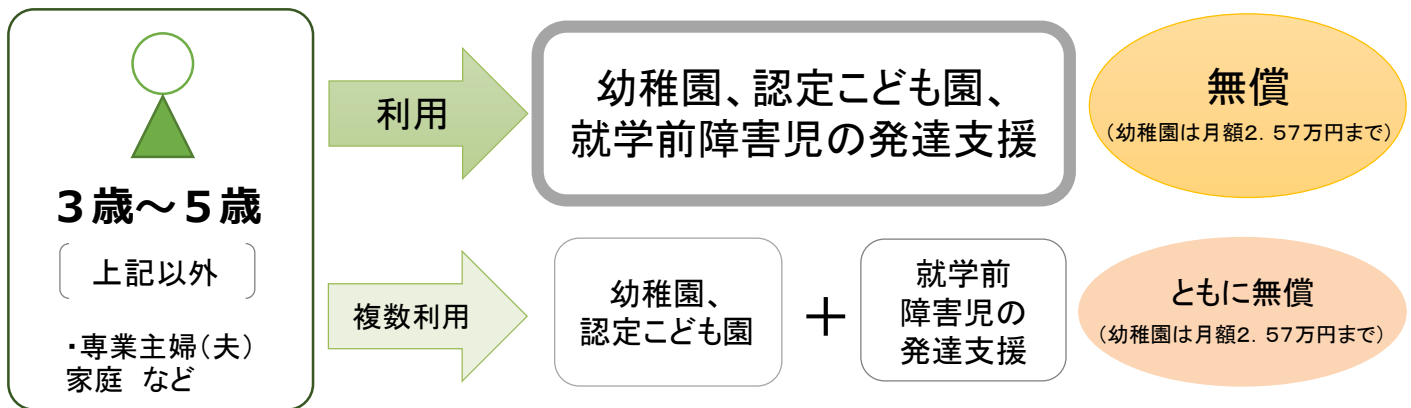 3歳～5歳
上記以外
・専業主婦(夫)
家庭 など
利用
幼稚園、認定こども園、
就学前障害児の発達支援
無償
(幼稚園は月額2. 57万円まで)
複数利用
幼稚園、
認定こども園
＋
就学前
障害児の
発達支援
ともに無償
(幼稚園は月額2. 57万円まで)